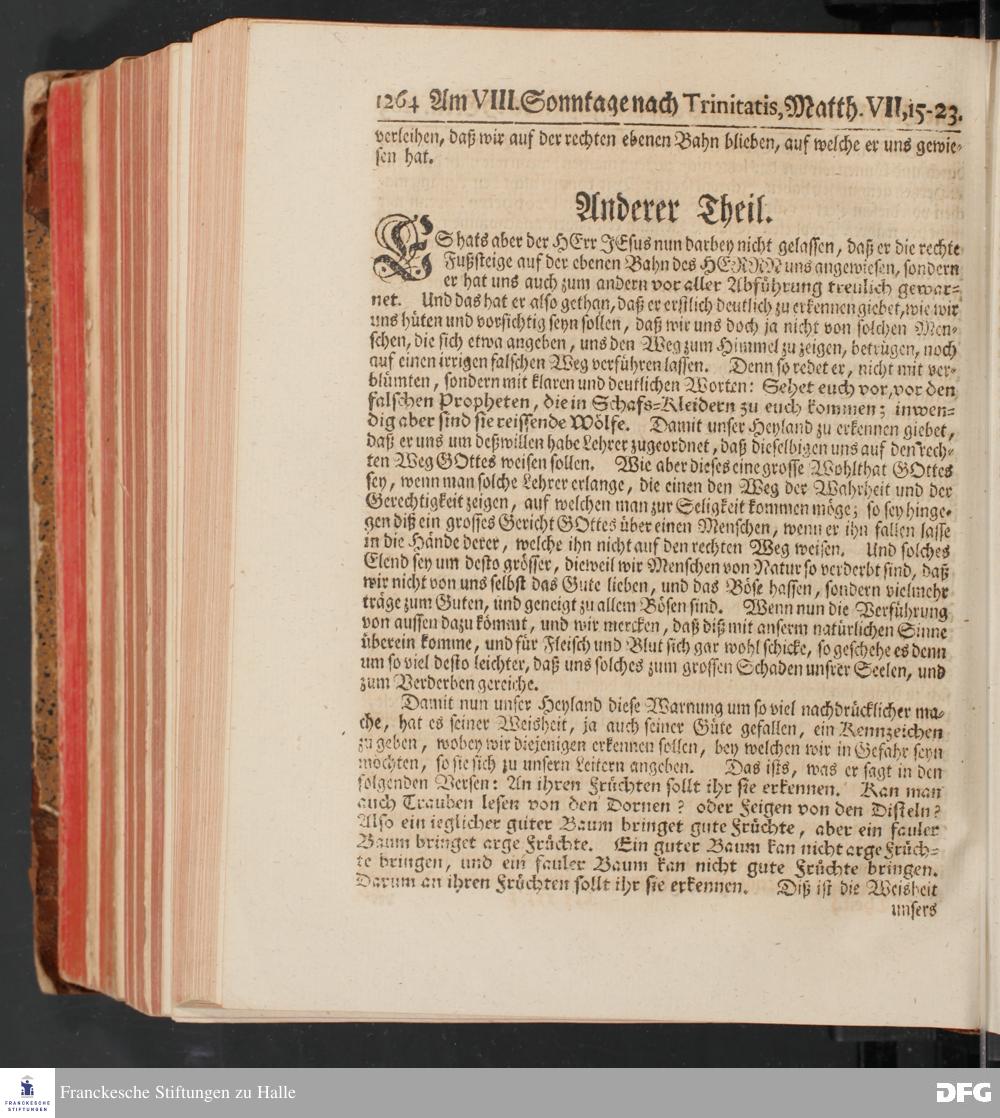 1264 Am VIII. Sonntage nach Trinitatis, Matth. VII, 15-23.
verleihen, daß wir auf der rechten ebenen Bahn blieben, auf welche er uns gewie-
sen hat.
Anderer Theil.
ES hats aber der HErr JEsus nun darbey nicht gelassen, daß er die rechte
Fußsteige auf der ebenen Bahn des HERRN uns angewiesen, sondern
er hat uns auch zum andern vor aller Abführung treulich gewar-
net. Und das hat er also gethan, daß er erstlich deutlich zu erkennen giebet, wie wir
uns hüten und vorsichtig seyn sollen, daß wir uns doch ja nicht von solchen Men-
schen, die sich etwa angeben, uns den Weg zum Himmel zu zeigen, betrügen, noch
auf einen irrigen falschen Weg verführen lassen. Denn so redet er, nicht mit ver-
blümten, sondern mit klaren und deutlichen Worten: Sehet euch vor, vor den
falschen Propheten, die in Schafs-Kleidern zu euch kommen; inwen-
dig aber sind sie reissende Wölfe. Damit unser Heyland zu erkennen giebet,
daß er uns um deßwillen habe Lehrer zugeordnet, daß dieselbigen uns auf den rech-
ten Weg GOttes weisen sollen. Wie aber dieses eine grosse Wohlthat GOttes
sey, wenn man solche Lehrer erlange, die einen den Weg der Wahrheit und der
Gerechtigkeit zeigen, auf welchen man zur Seligkeit kommen möge; so sey hinge-
gen diß ein grosses Gericht GOttes über einen Menschen, wenn er ihn fallen lasse
in die Hände derer, welche ihn nicht auf den rechten Weg weisen. Und solches
Elend sey um desto grösser, dieweil wir Menschen von Natur so verderbt sind, daß
wir nicht von uns selbst das Gute lieben, und das Böse hassen, sondern vielmehr
träge zum Guten, und geneigt zu allem Bösen sind. Wenn nun die Verführung
von aussen dazu kömmt, und wir mercken, daß diß mit unserm natürlichen Sinne
überein komme, und für Fleisch und Blut sich gar wohl schicke, so geschehe es denn
um so viel desto leichter, daß uns solches zum grossen Schaden unsrer Seelen, und
zum Verderben gereiche.
Damit nun unser Heyland diese Warnung um so viel nachdrücklicher ma-
che, hat es seiner Weisheit, ja auch seiner Güte gefallen, ein Kennzeichen
zu geben, wobey wir diejenigen erkennen sollen, bey welchen wir in Gefahr seyn
möchten, so sie sich zu unsern Leitern angeben. Das ists, was er sagt in den
folgenden Versen: An ihren Früchten sollt ihr sie erkennen. Kan man
auch Trauben lesen von den Dornen? oder Feigen von den Disteln?
Also ein ieglicher guter Baum bringet gute Früchte, aber ein fauler
Baum bringet arge Früchte. Ein guter Baum kan nicht arge Früch-
te bringen, und ein fauler Baum kan nicht gute Früchte bringen.
Darum an ihren Früchten sollt ihr sie erkennen. Diß ist die Weisheit
unsers
FRANCKESCHE
STIFTUNGEN
Franckesche Stiftungen zu Halle
DFG